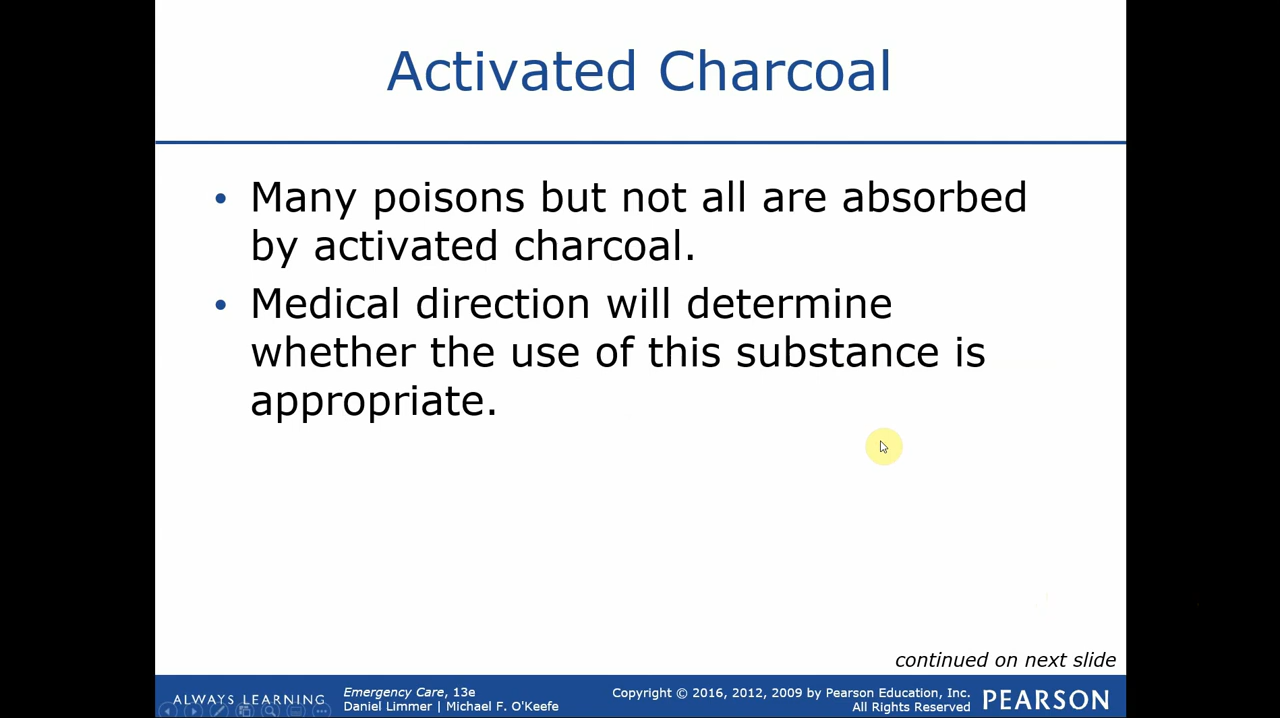 Activated Charcoal
• Many poisons but not all are absorbed
by activated charcoal.
• Medical direction will determine
whether the use of this substance is
appropriate.
continued on next slide
ALWAYS LEARNING
Emergency Care, 13e
Daniel Limmer | Michael F. O'Keefe
Copyright © 2016, 2012, 2009 by Pearson Education, Inc.
All Rights Reserved
PEARSON